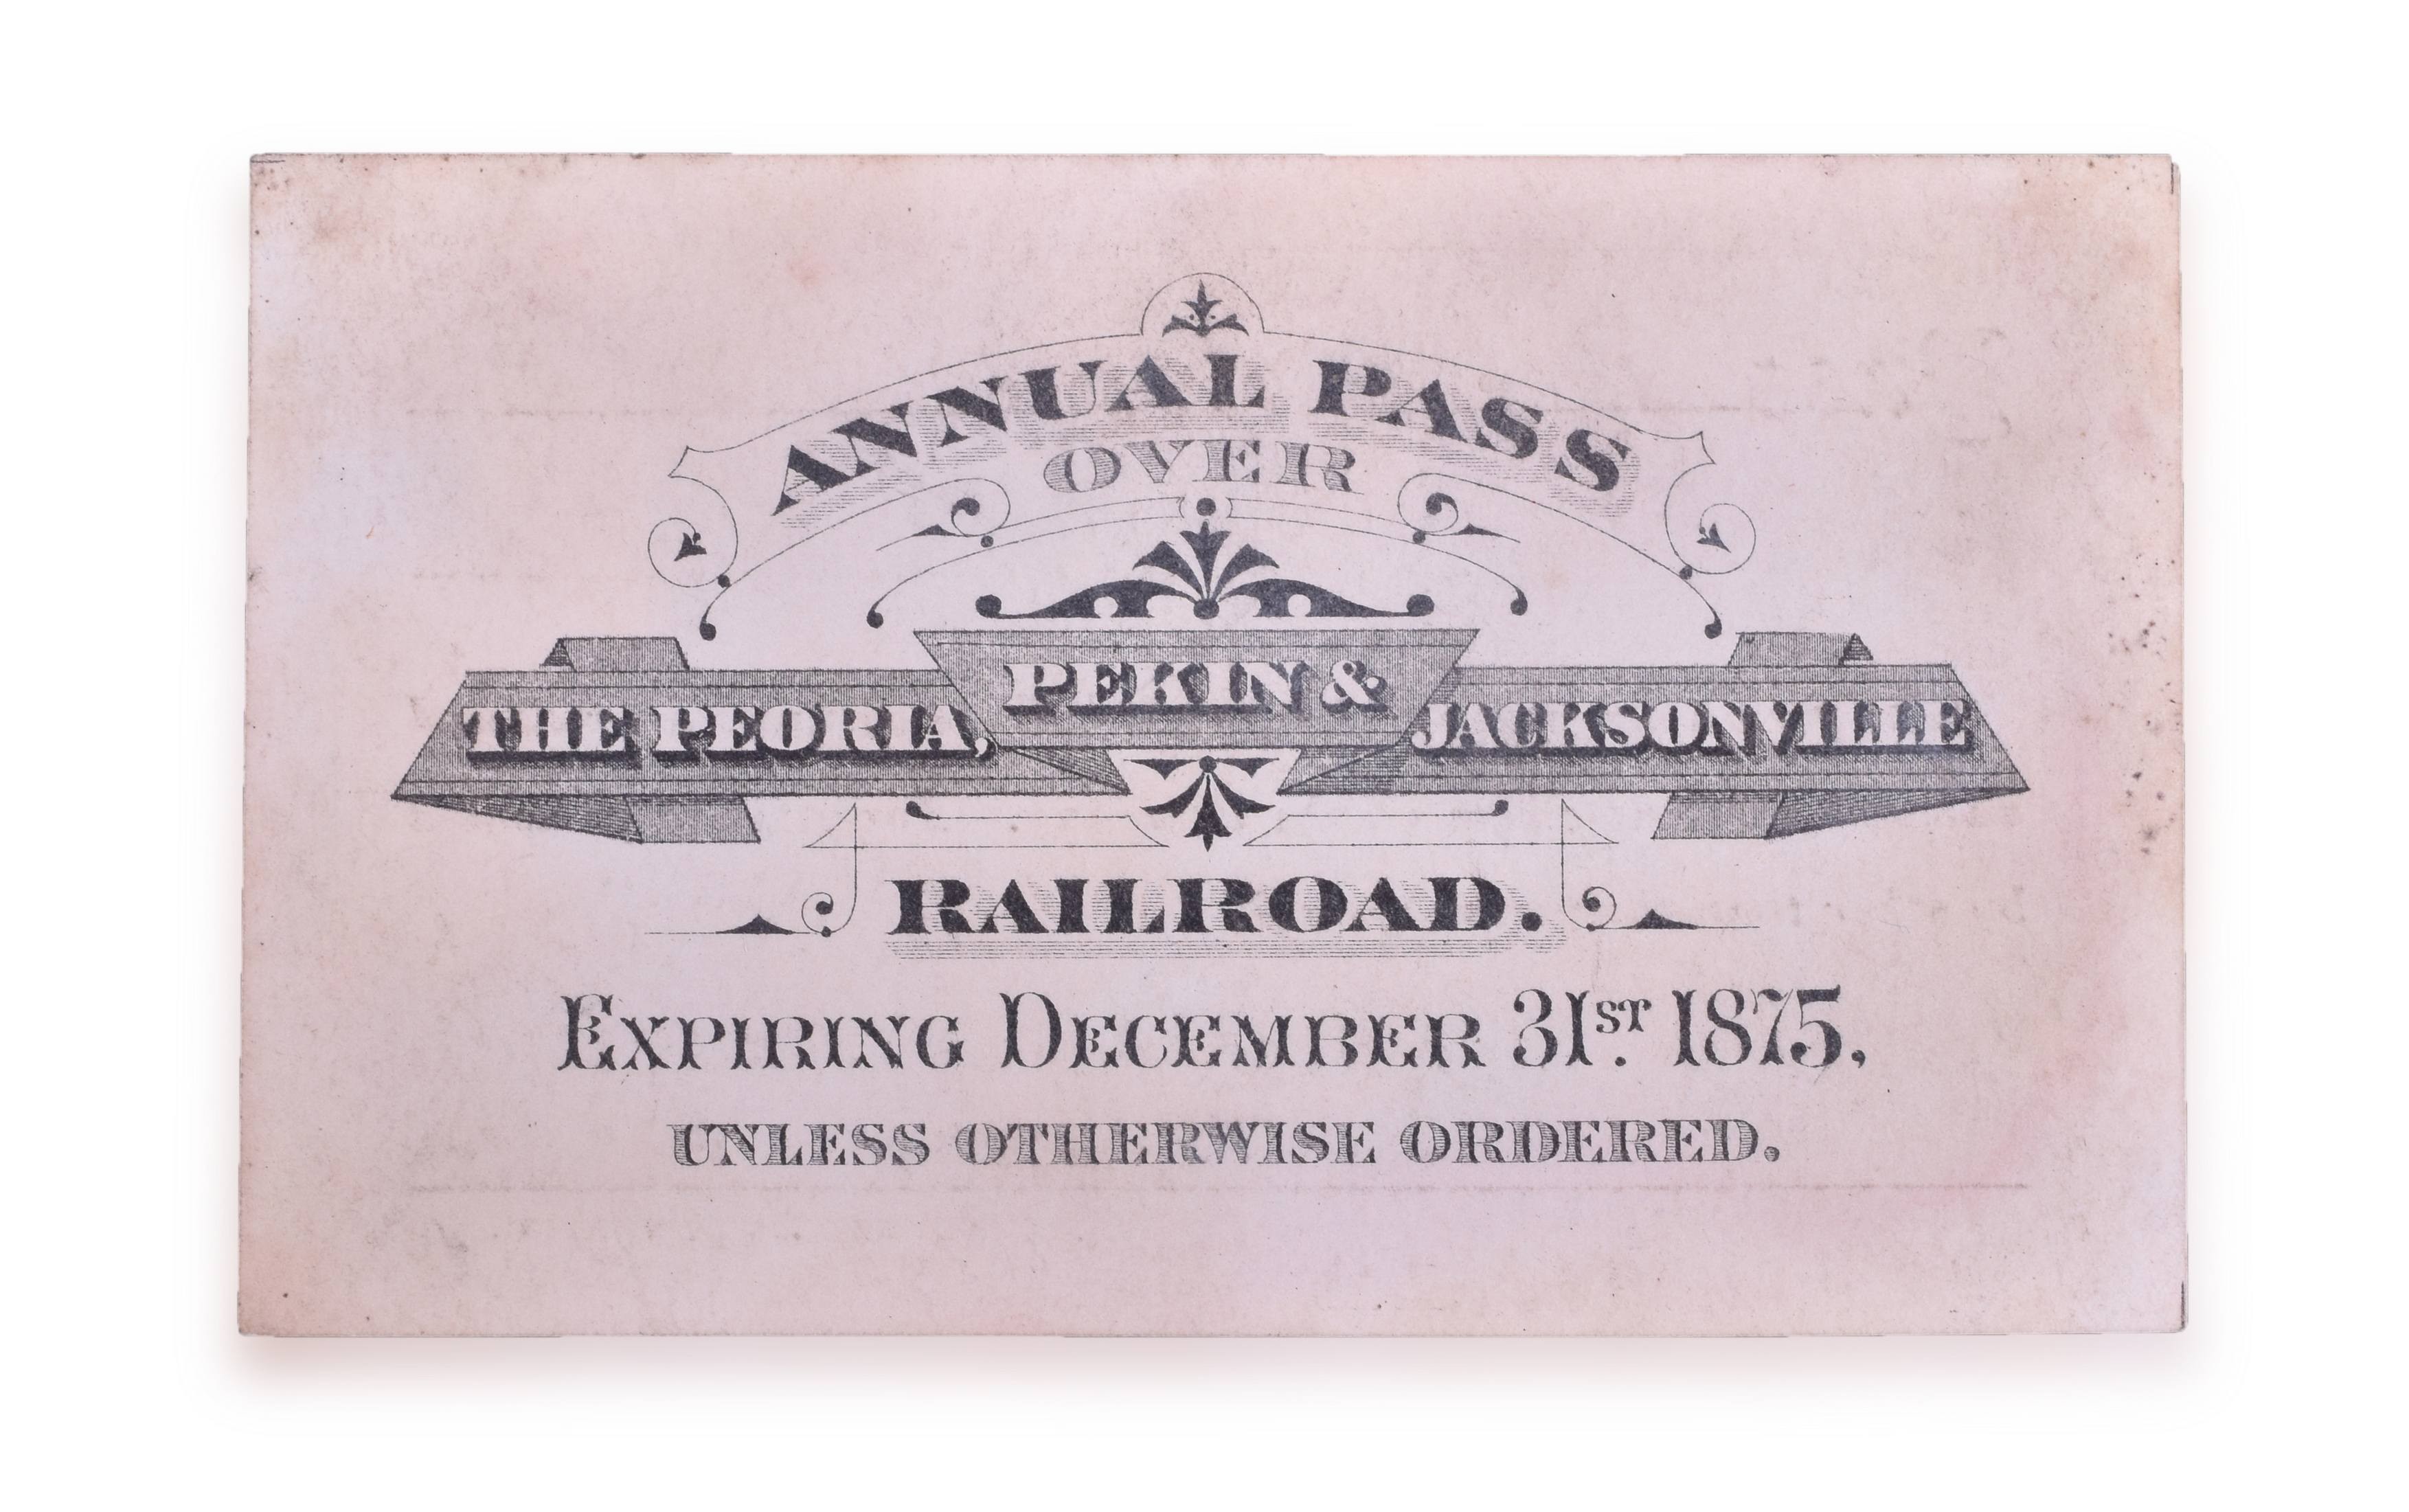 ANNUAL PASS
OVER
THE PEORIA, PEKIN & JACKSONVILLE
RAILROAD.
EXPIRING DECEMBER 31ST. 1875,
UNLESS OTHERWISE ORDERED.